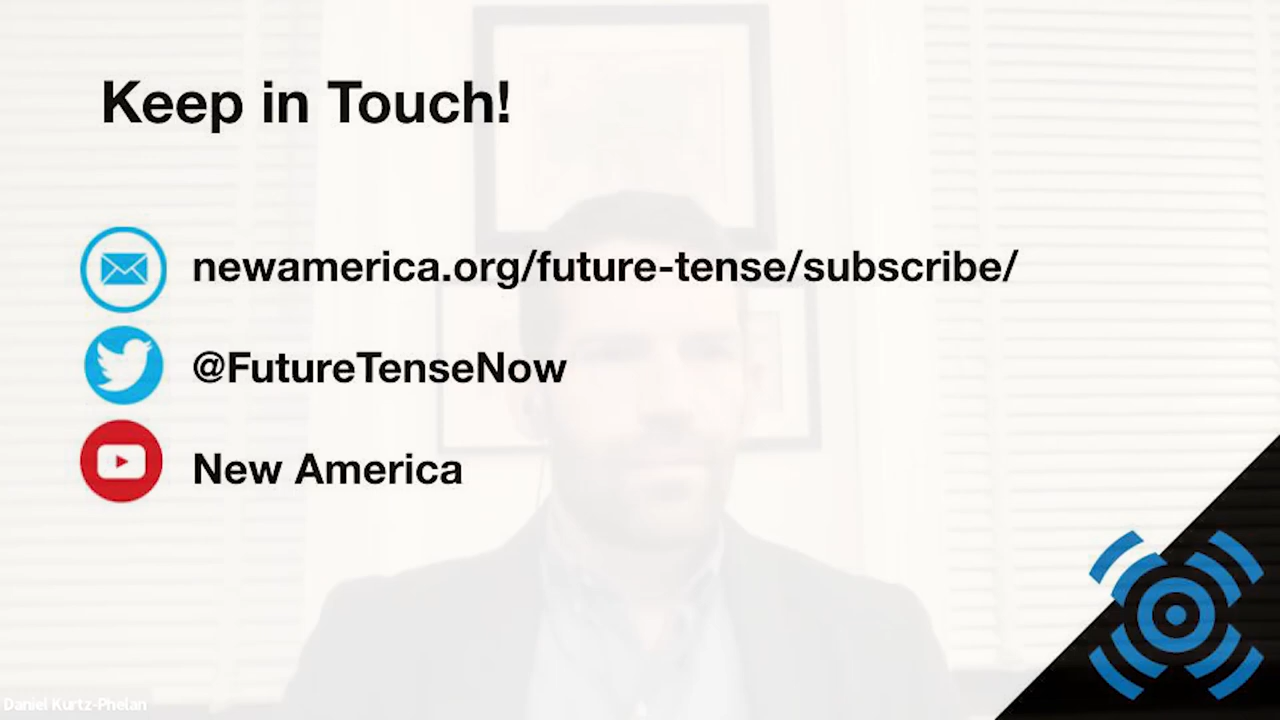 Keep in Touch!
newamerica.org/future-tense/subscribe/
@FutureTenseNow
New America
Daniel Kurtz-Phelan